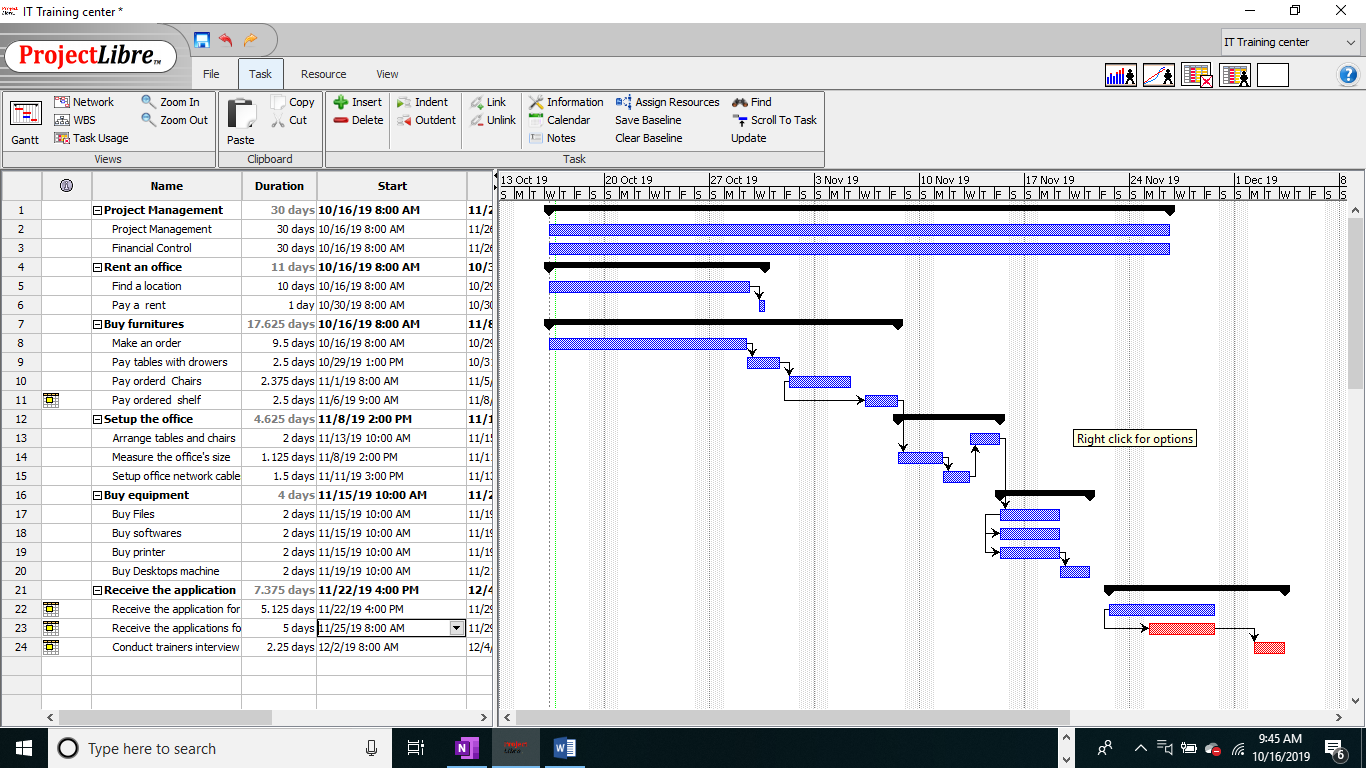 IT Training center *
ProjectLibre™
IT Training center
File Task Resource View
Network Zoom In Copy Insert Indent Link Information Assign Resources Find
WBS Zoom Out Cut Delete Outdent Unlink Calendar Save Baseline Scroll To Task
Gantt Task Usage Paste Notes Clear Baseline Update
Views Clipboard Task
Name Duration Start
13 Oct 19 20 Oct 19 27 Oct 19 3 Nov 19 10 Nov 19 17 Nov 19 24 Nov 19 1 Dec 19 8
S M T W T F S S M T W T F S S M T W T F S S M T W T F S S M T W T F S S M T W T F S S M T W T F S S M T W T F S S
1 Project Management 30 days 10/16/19 8:00 AM 11/2
2 Project Management 30 days 10/16/19 8:00 AM 11/26
3 Financial Control 30 days 10/16/19 8:00 AM 11/26
4 Rent an office 11 days 10/16/19 8:00 AM 10/3
5 Find a location 10 days 10/16/19 8:00 AM 10/29
6 Pay a rent 1 day 10/30/19 8:00 AM 10/30
7 Buy furnitures 17.625 days 10/16/19 8:00 AM 11/8
8 Make an order 9.5 days 10/16/19 8:00 AM 10/29
9 Pay tables with drowers 2.5 days 10/29/19 1:00 PM 10/31
10 Pay orderd Chairs 2.375 days 11/1/19 8:00 AM 11/5/
11 Pay ordered shelf 2.5 days 11/6/19 9:00 AM 11/8/
12 Setup the office 4.625 days 11/8/19 2:00 PM 11/1
13 Arrange tables and chairs 2 days 11/13/19 10:00 AM 11/15
Right click for options
14 Measure the office's size 1.125 days 11/8/19 2:00 PM 11/11
15 Setup office network cable 1.5 days 11/11/19 3:00 PM 11/13
16 Buy equipment 4 days 11/15/19 10:00 AM 11/2
17 Buy Files 2 days 11/15/19 10:00 AM 11/19
18 Buy softwares 2 days 11/15/19 10:00 AM 11/19
19 Buy printer 2 days 11/15/19 10:00 AM 11/19
20 Buy Desktops machine 2 days 11/19/19 10:00 AM 11/21
21 Receive the application 7.375 days 11/22/19 4:00 PM 12/4
22 Receive the application for 5.125 days 11/22/19 4:00 PM 11/29
23 Receive the applications fo 5 days 11/25/19 8:00 AM 11/29
24 Conduct trainers interview 2.25 days 12/2/19 8:00 AM 12/4/
Type here to search
9:45 AM
10/16/2019
6